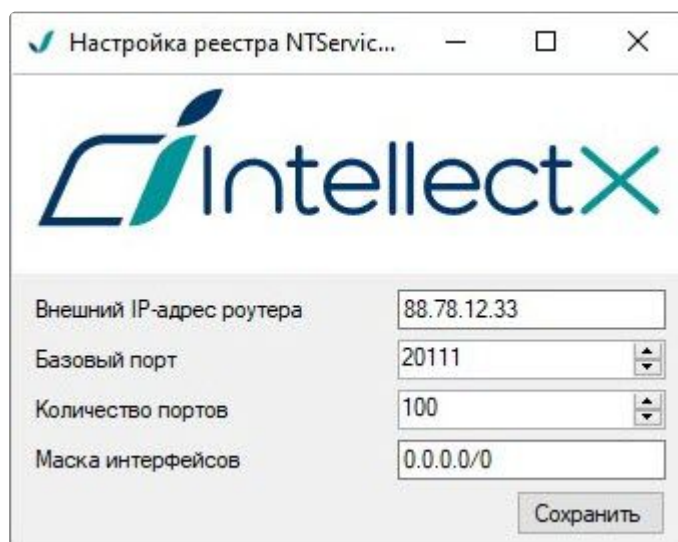 Настройка реестра NTServic...
IntellectX
Внешний IP-адрес роутера 88.78.12.33
Базовый порт 20111
Количество портов 100
Маска интерфейсов 0.0.0.0/0
Сохранить